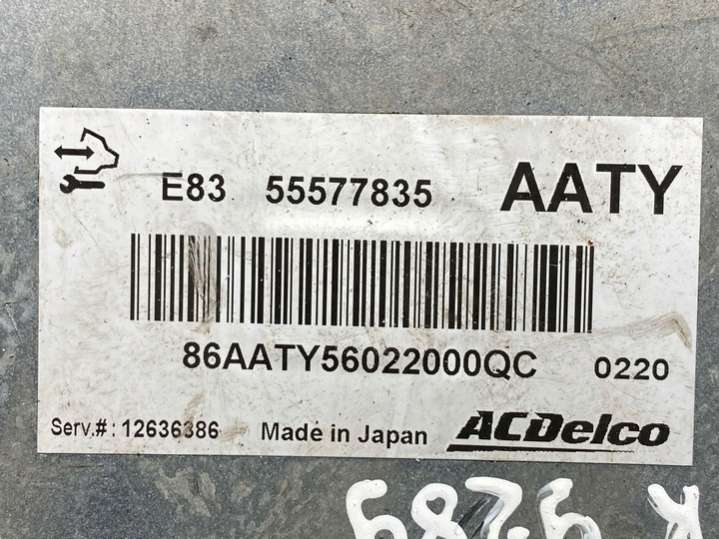 E83 55577835 AATY
86AATY56022000QC 0220
Serv.#: 12636386 Made in Japan ACDelco